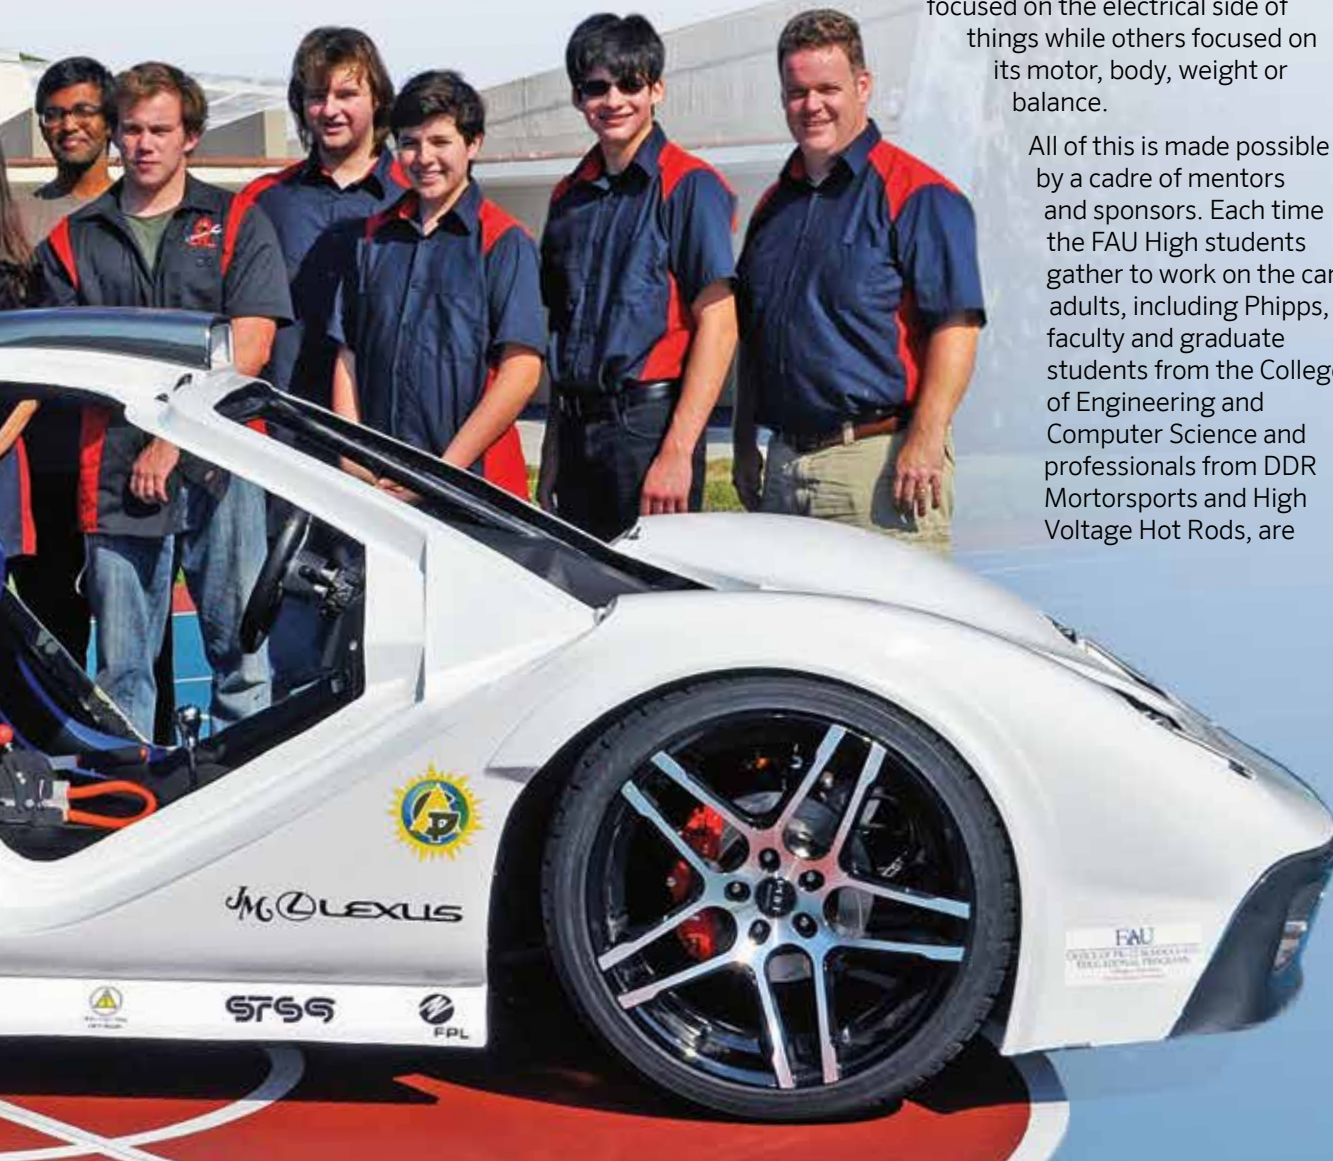 focused on the electrical side of
things while others focused on
its motor, body, weight or
balance.
All of this is made possible
by a cadre of mentors
and sponsors. Each time
the FAU High students
gather to work on the car
adults, including Phipps,
faculty and graduate
students from the College
of Engineering and
Computer Science and
professionals from DDR
Mortorsports and High
Voltage Hot Rods, are
JM LEXUS
FAU
EDUCATIONAL PROGRAMS
STSS
FPL